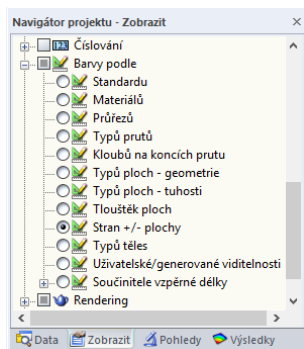 Navigátor projektu - Zobrazit
Číslování
Barvy podle
Standardu
Materiálů
Průřezů
Typů prutů
Kloubů na koncích prutu
Typů ploch - geometrie
Typů ploch - tuhosti
Tlouštěk ploch
Stran +/- plochy
Typů těles
Uživatelské/generované viditelnosti
Součinitele vzpěrné délky
Rendering
Data Zobrazit Pohledy Výsledky